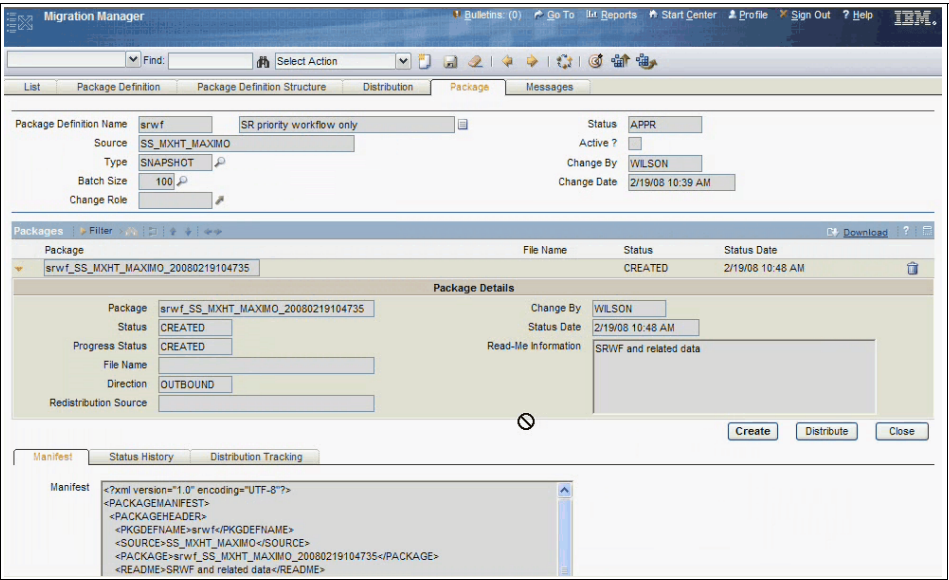 Migration Manager
Bulletins: (0) Go To Reports Start Center Profile Sign Out ? Help IBM.
Find: Select Action
List Package Definition Package Definition Structure Distribution Package Messages
Package Definition Name srwf SR priority workflow only Status APPR
Source SS_MXHT_MAXIMO Active ?
Type SNAPSHOT Change By WILSON
Batch Size 100 Change Date 2/19/08 10:39 AM
Change Role
Packages Filter Download ?
Package File Name Status Status Date
srwf_SS_MXHT_MAXIMO_20080219104735 CREATED 2/19/08 10:48 AM
Package Details
Package srwf_SS_MXHT_MAXIMO_20080219104735 Change By WILSON
Status CREATED Status Date 2/19/08 10:48 AM
Progress Status CREATED Read-Me Information SRWF and related data
File Name
Direction OUTBOUND
Redistribution Source
Create Distribute Close
Manifest Status History Distribution Tracking
Manifest <?xml version="1.0" encoding="UTF-8"?>
<PACKAGEMANIFEST>
<PACKAGEHEADER>
<PKGDEFNAME>srwf</PKGDEFNAME>
<SOURCE>SS_MXHT_MAXIMO</SOURCE>
<PACKAGE>srwf_SS_MXHT_MAXIMO_20080219104735</PACKAGE>
<README>SRWF and related data</README>